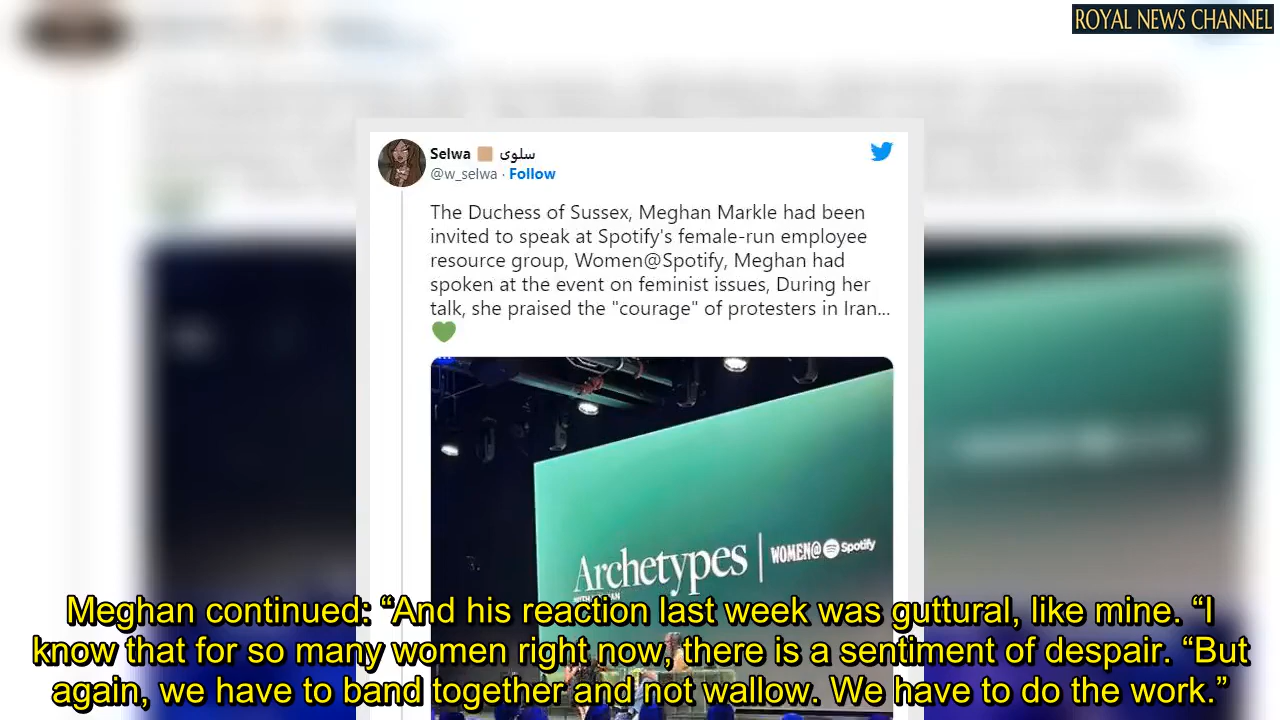 ROYAL NEWS CHANNEL
Selwa سلوى
@w_selwa · Follow
The Duchess of Sussex, Meghan Markle had been
invited to speak at Spotify's female-run employee
resource group, Women@Spotify, Meghan had
spoken at the event on feminist issues, During her
talk, she praised the "courage" of protesters in Iran...
Archetypes | WOMEN@ Spotify
Meghan continued: “And his reaction last week was guttural, like mine. “I
know that for so many women right now, there is a sentiment of despair. “But
again, we have to band together and not wallow. We have to do the work.”